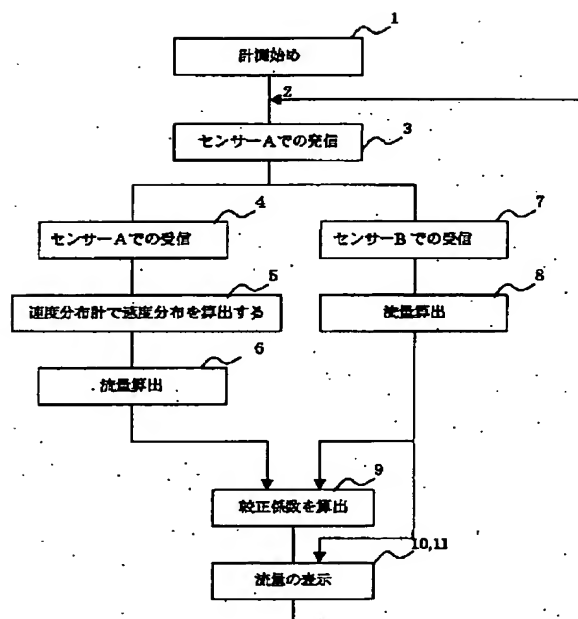 1
計測始め
Z
センサーAでの発信
3
4
センサーAでの受信
7
センサーBでの受信
5
速度分布計で速度分布を算出する
8
流量算出
6
流量算出
9
較正係数を算出
10,11
流量の表示